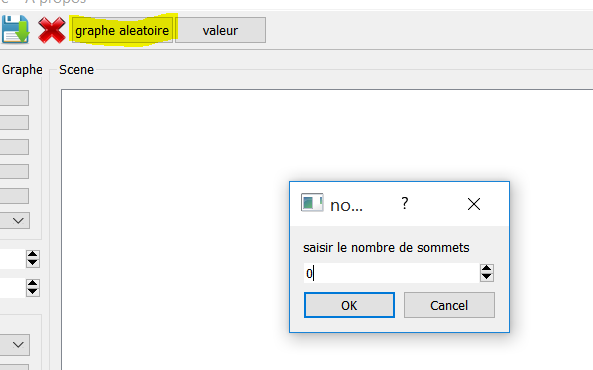 A propos
graphe aleatoire
valeur
Graphe
Scene
no...
?
saisir le nombre de sommets
0
OK
Cancel